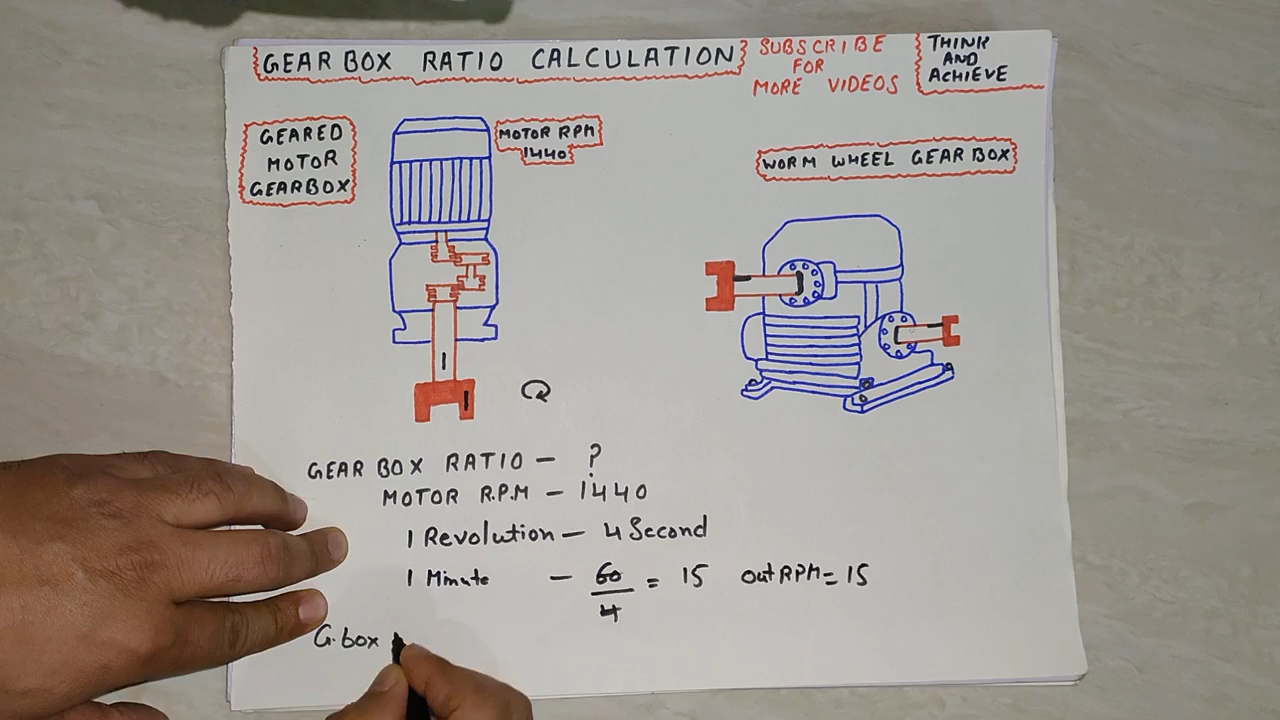 GEAR BOX RATIO CALCULATION
SUBSCRIBE
FOR
MORE VIDEOS
THINK
AND
ACHIEVE
GEARED
MOTOR
GEARBOX
MOTOR RPM
1440
WORM WHEEL GEAR BOX
GEAR BOX RATIO – ?
MOTOR R.P.M – 1440
1 Revolution – 4 Second
1 Minute – 60/4 = 15 out RPM = 15
G.box